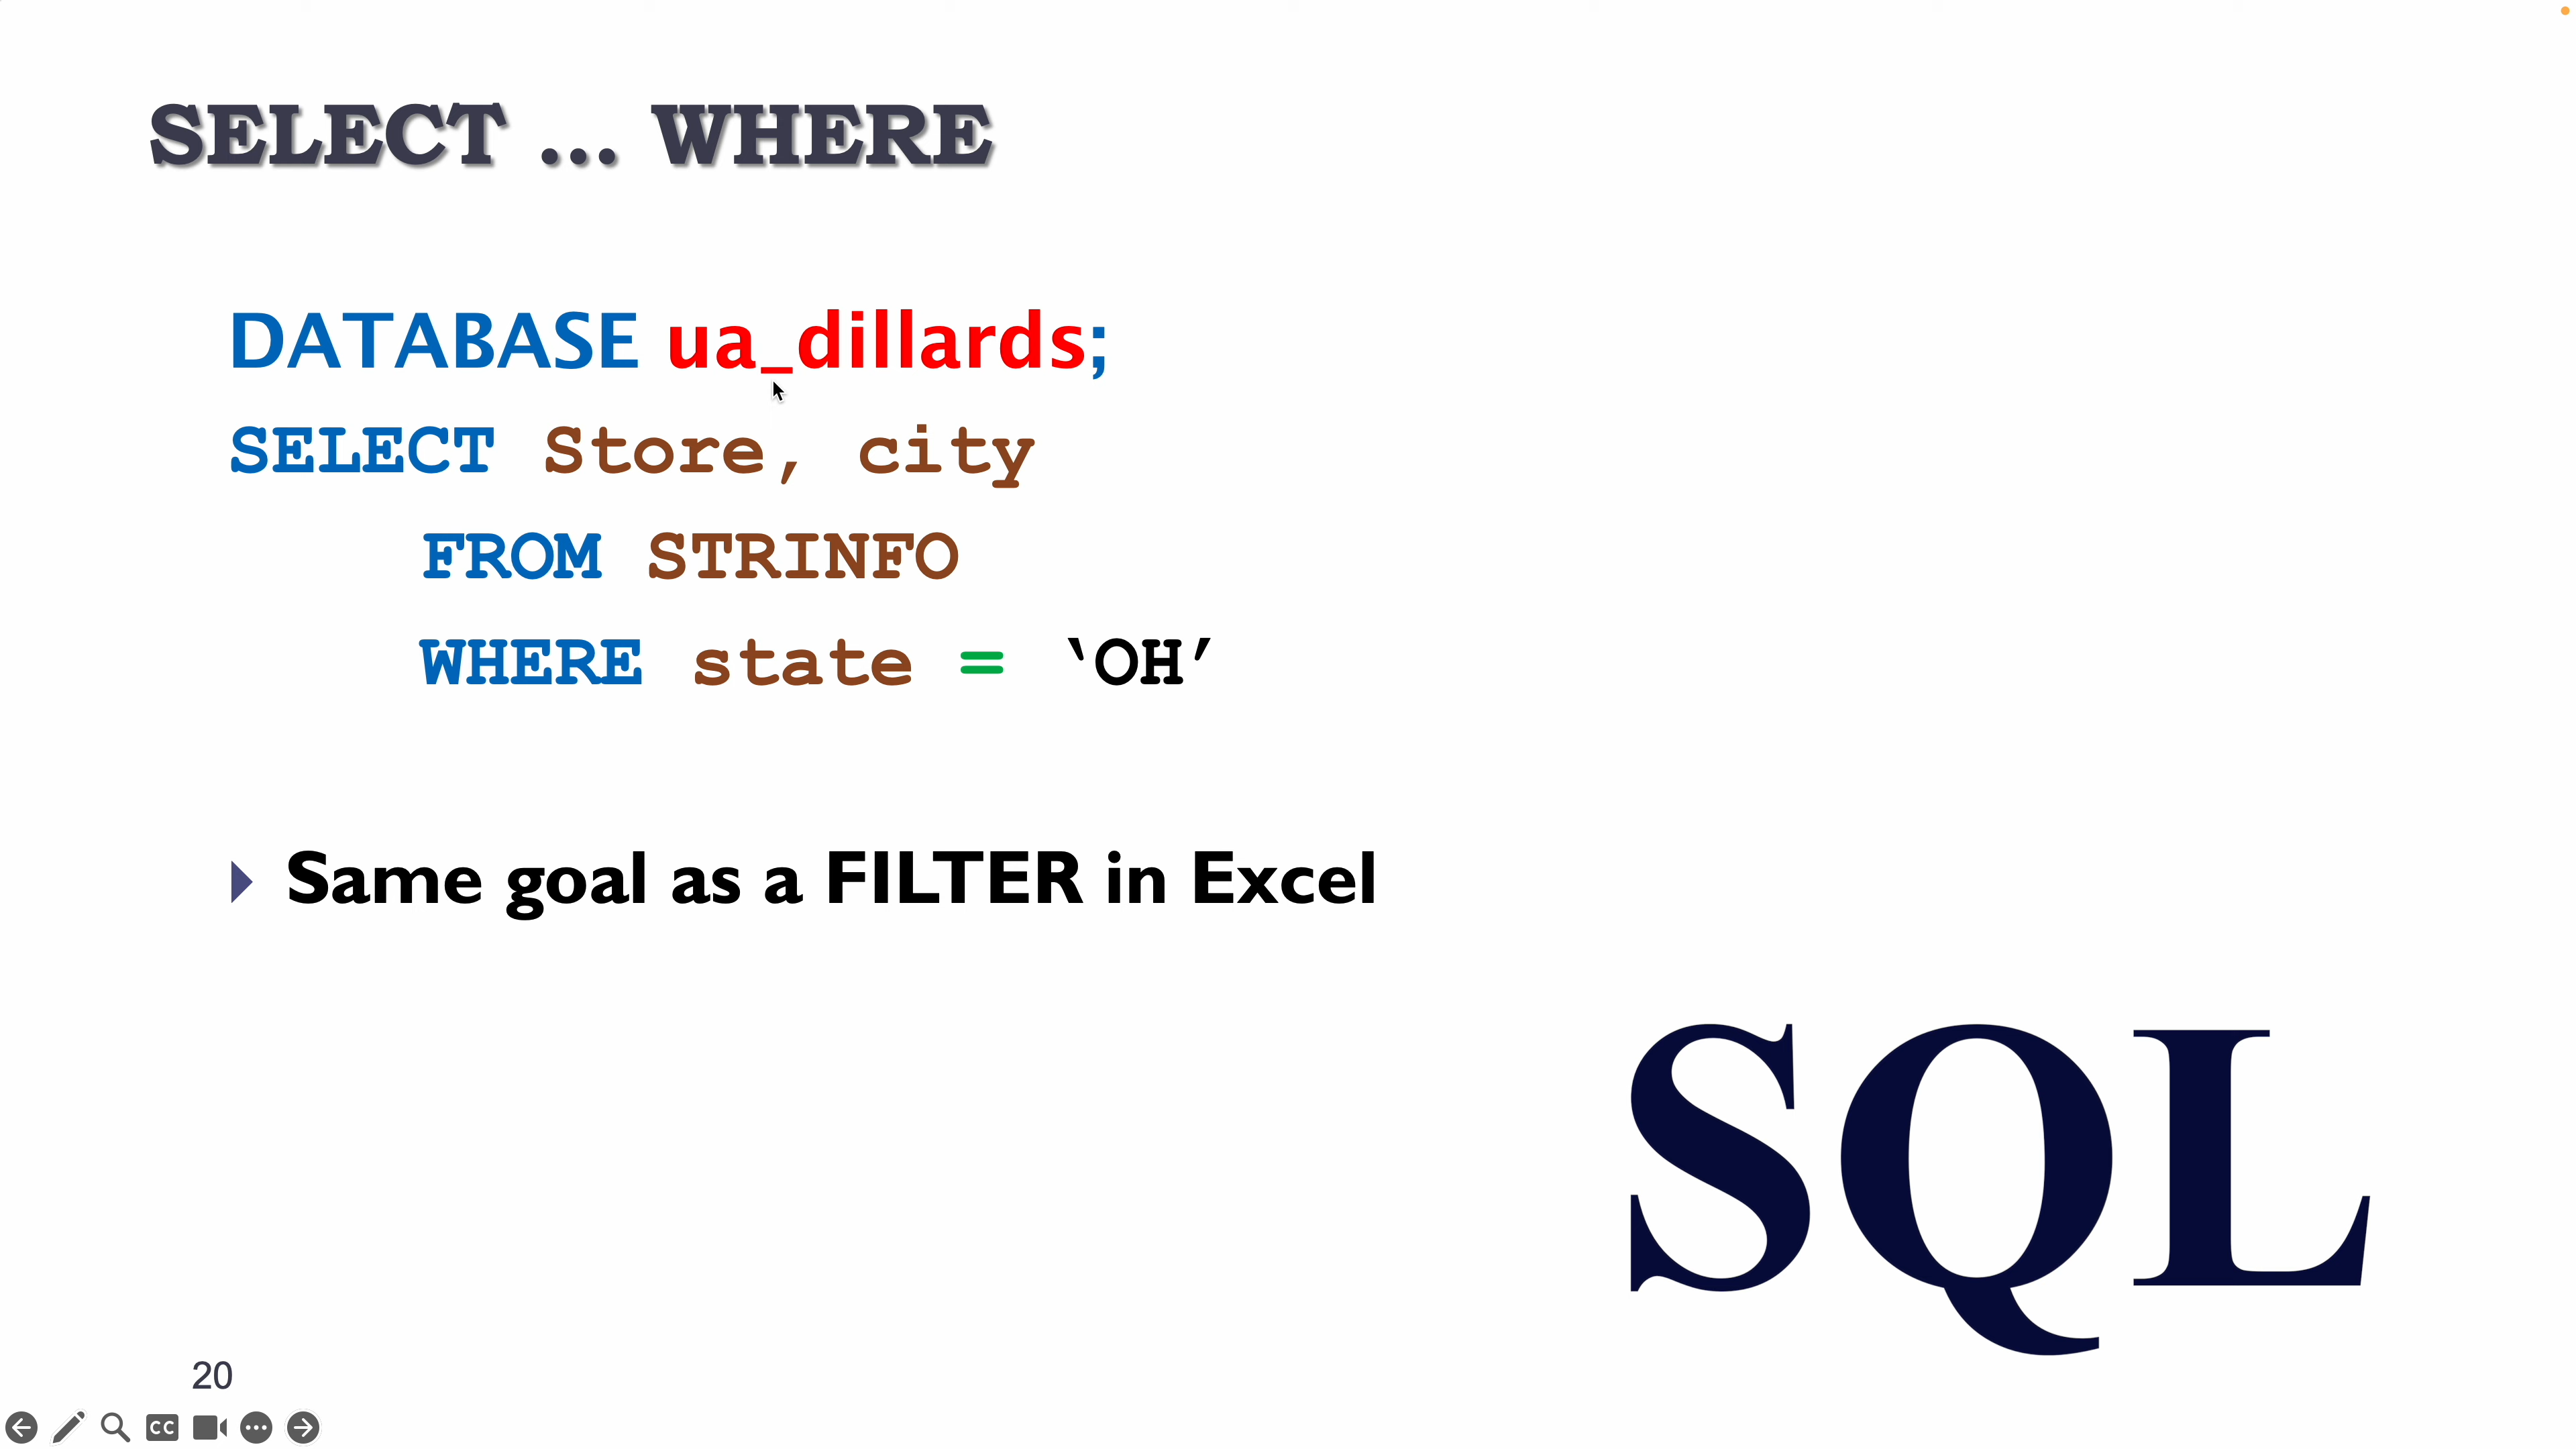 SELECT ... WHERE
DATABASE ua_dillards;
SELECT Store, city
FROM STRINFO
WHERE state = ‘OH’
Same goal as a FILTER in Excel
SQL
20
CC